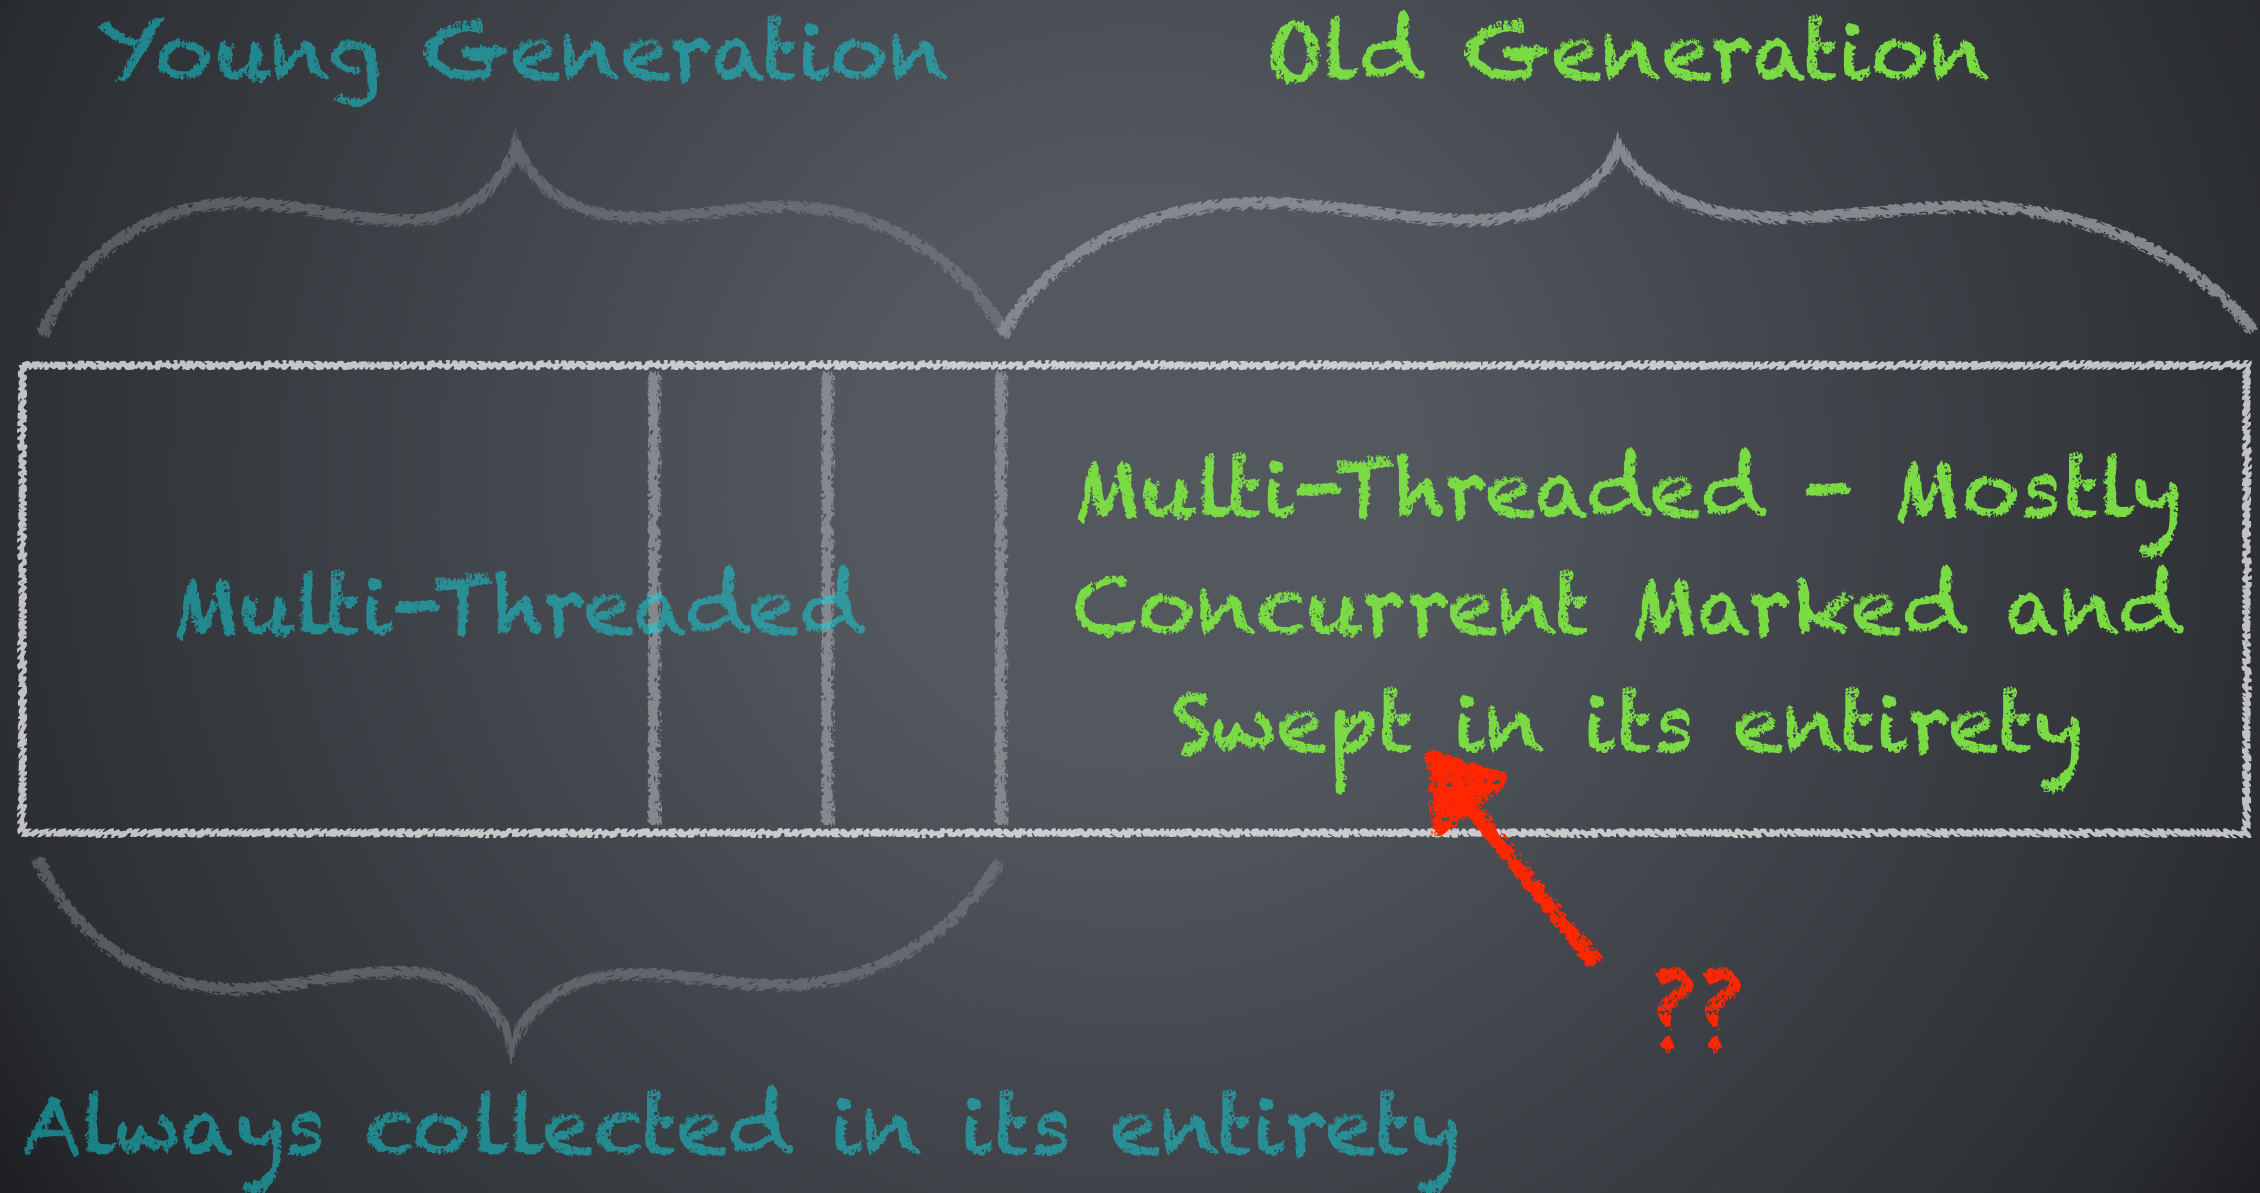 Young Generation
Old Generation
Multi-Threaded
Multi-Threaded - Mostly
Concurrent Marked and
Swept in its entirety
??
Always collected in its entirety